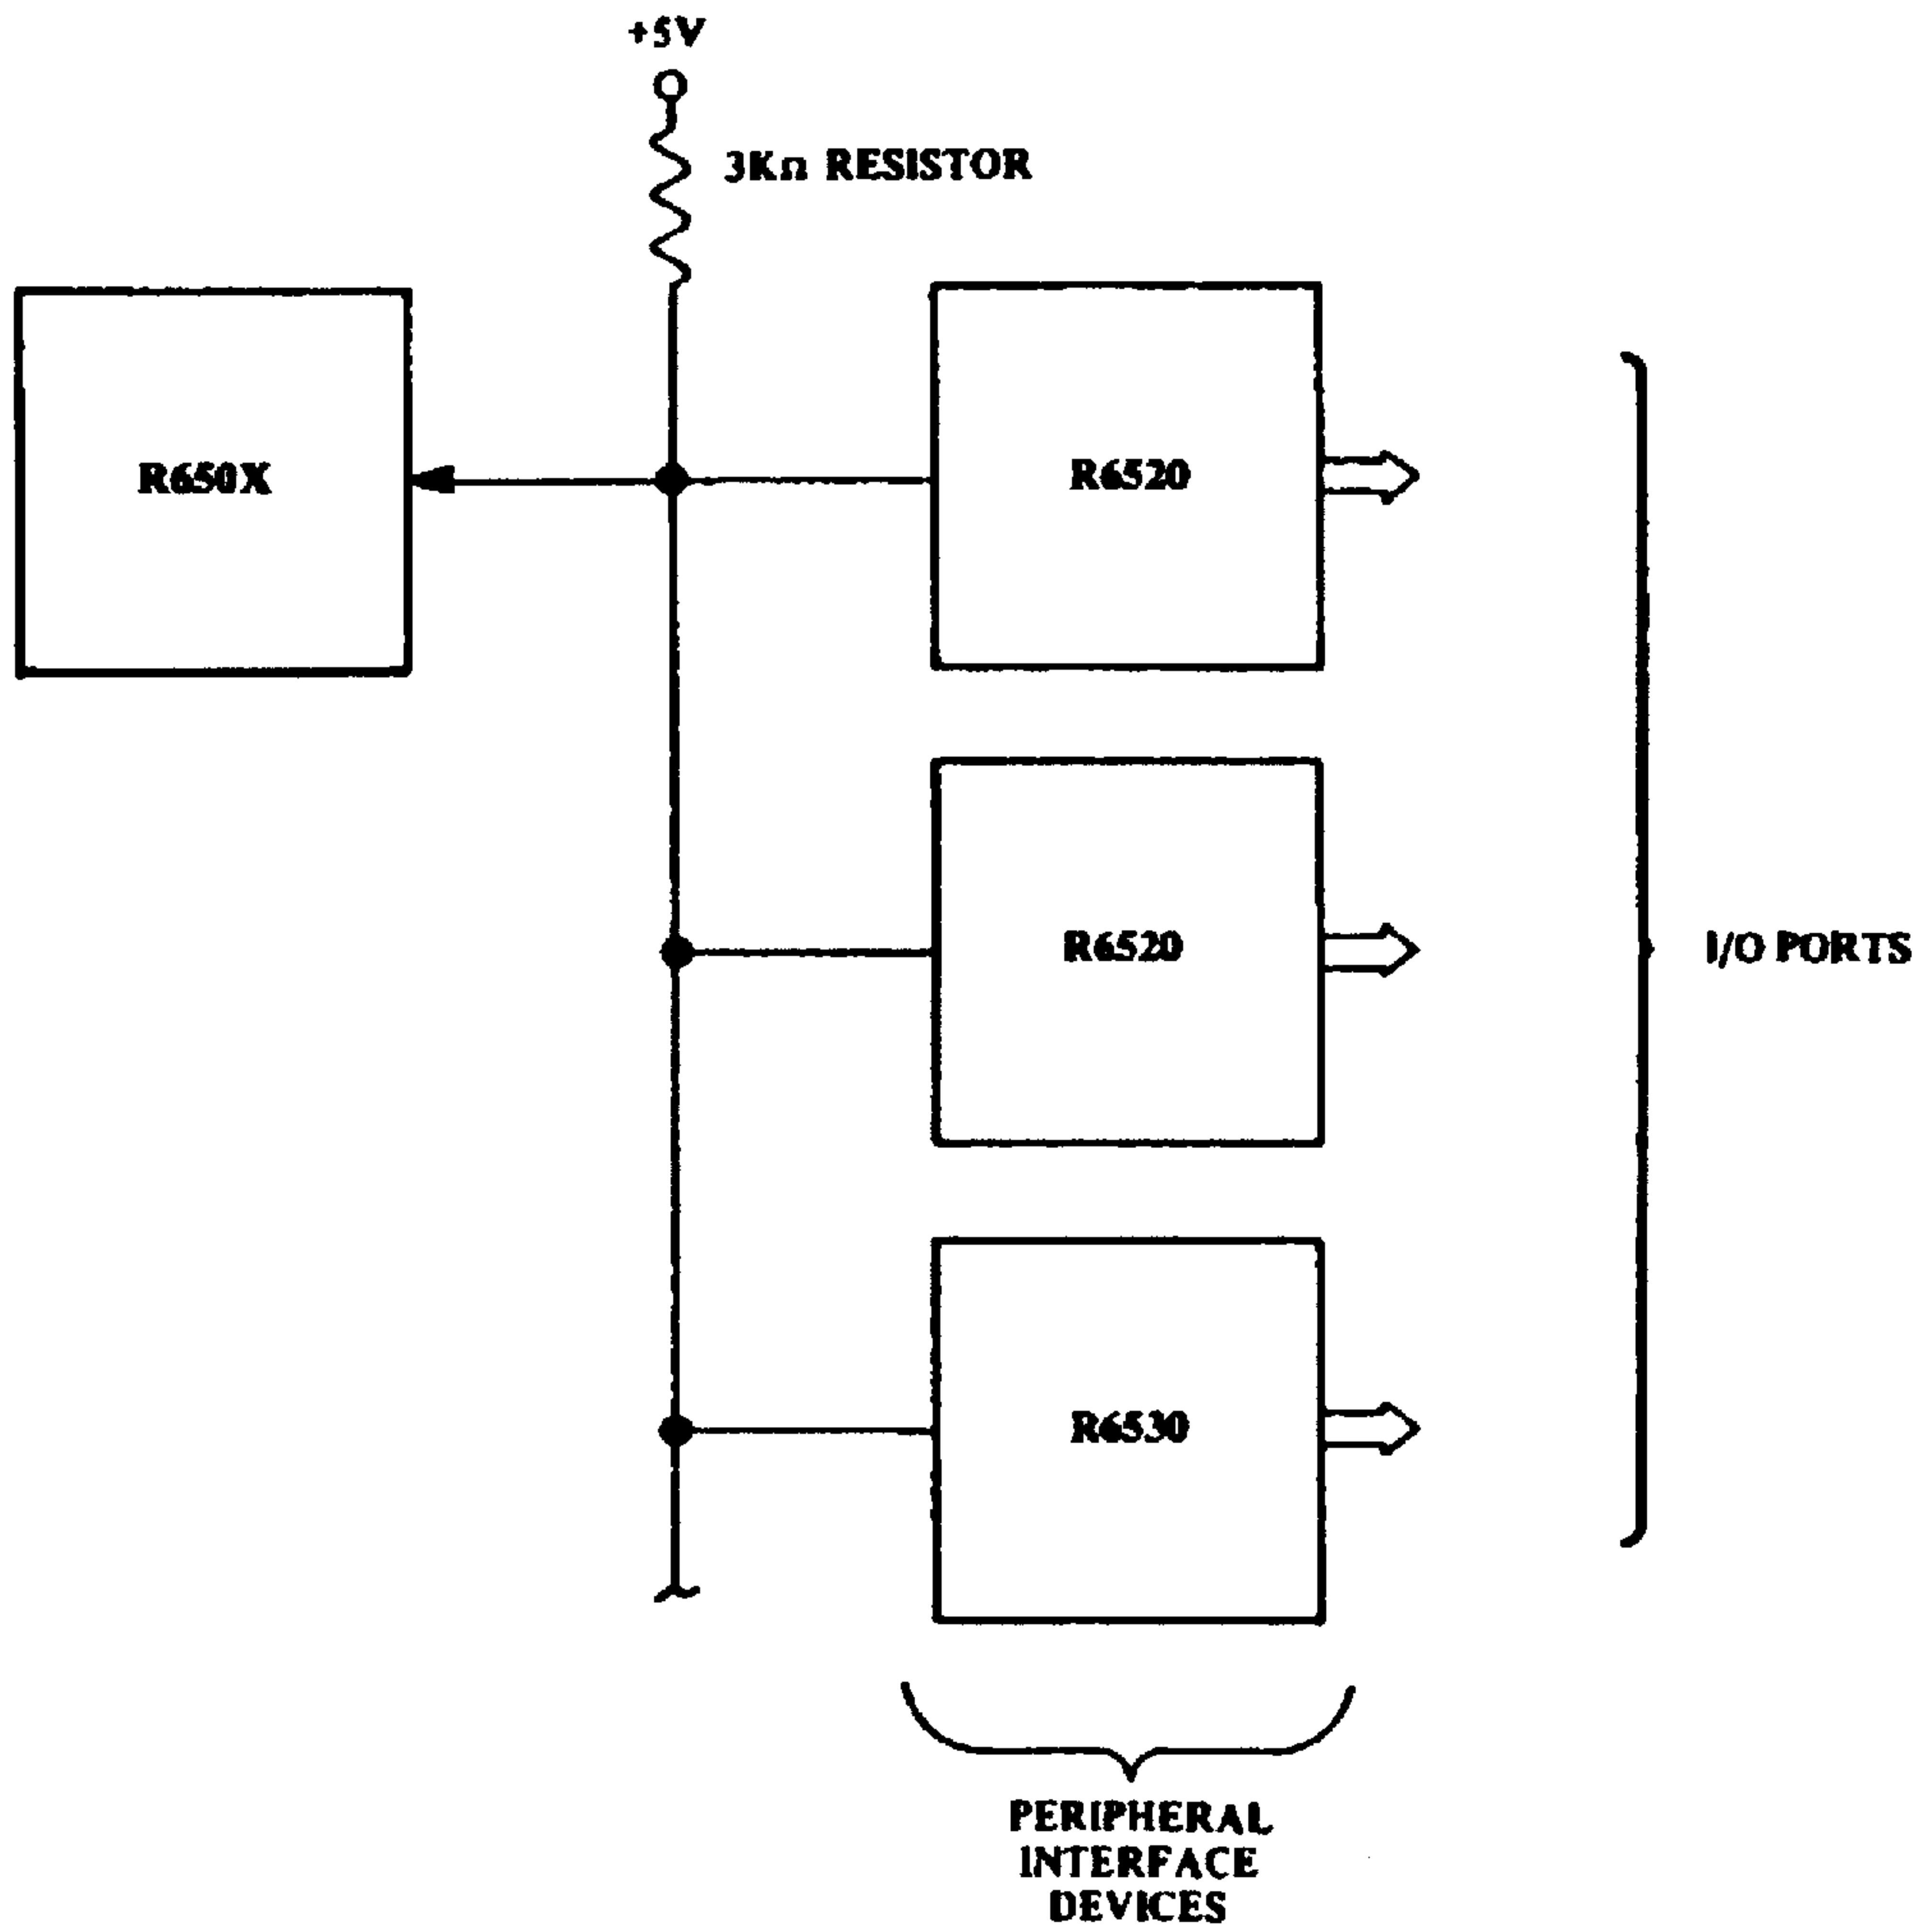 +5V
3KΩ RESISTOR
R650X
R6520
R6520
I/O PORTS
R6530
PERIPHERAL
INTERFACE
DEVICES